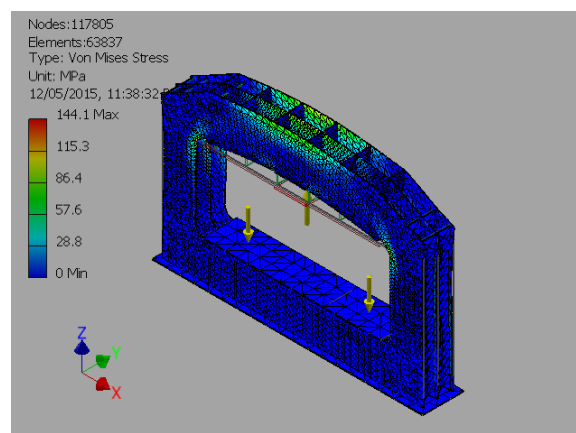 Nodes:117805
Elements:63837
Type: Von Mises Stress
Unit: MPa
12/05/2015, 11:38:32
144.1 Max
115.3
86.4
57.6
28.8
0 Min
Z
Y
X